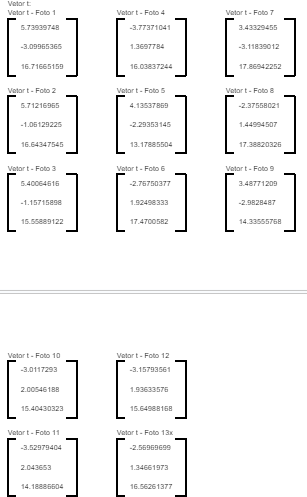 Vetor t:
Vetor t - Foto 1
5.73939748
-3.09965365
16.71665159
Vetor t - Foto 2
5.71216965
-1.06129225
16.64347545
Vetor t - Foto 3
5.40064616
-1.15715898
15.55889122
Vetor t - Foto 4
-3.77371041
1.3697784
16.03837244
Vetor t - Foto 5
4.13537869
-2.29353145
13.17885504
Vetor t - Foto 6
-2.76750377
1.92498333
17.4700582
Vetor t - Foto 7
3.43329455
-3.11839012
17.86942252
Vetor t - Foto 8
-2.37558021
1.44994507
17.38820326
Vetor t - Foto 9
3.48771209
-2.9828487
14.33555768
Vetor t - Foto 10
-3.0117293
2.00546188
15.40430323
Vetor t - Foto 11
-3.52979404
2.043653
14.18886604
Vetor t - Foto 12
-3.15793561
1.93633576
15.64988168
Vetor t - Foto 13x
-2.56969699
1.34661973
16.56261377